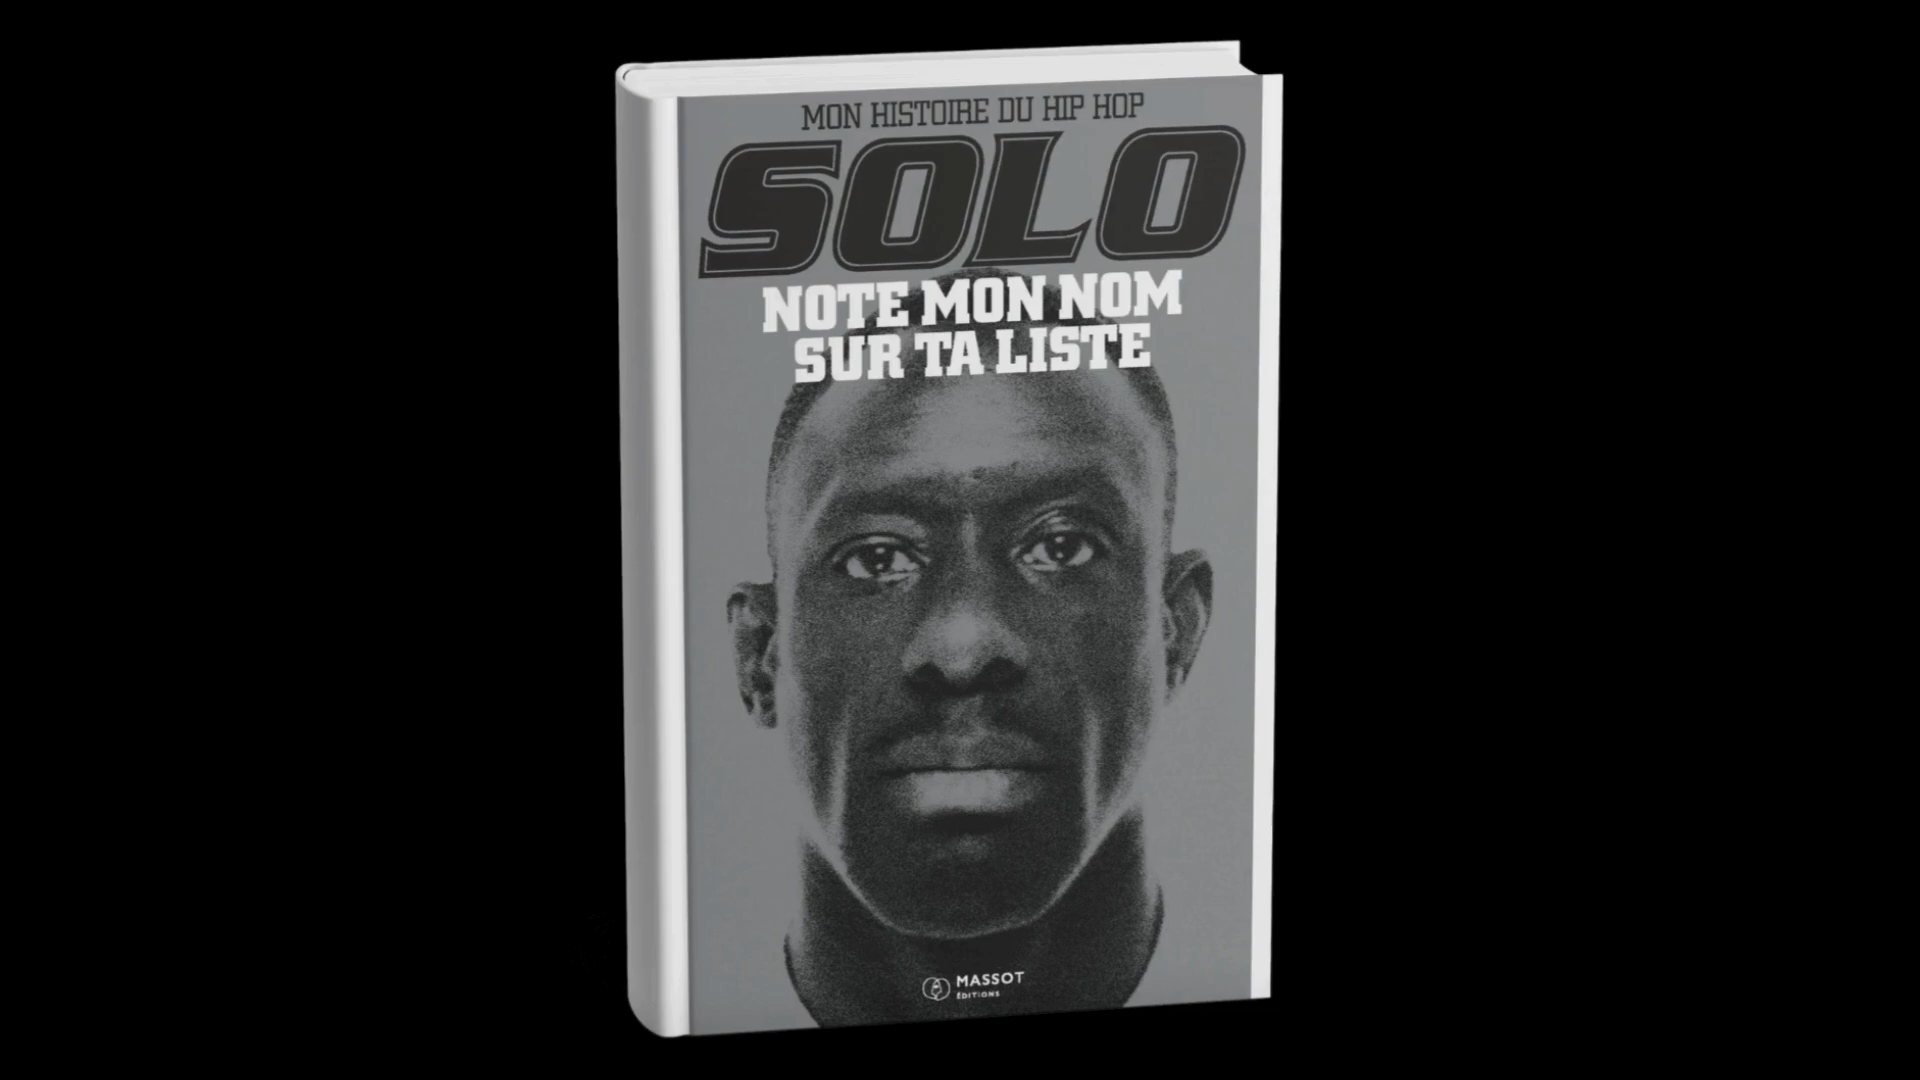 MON HISTOIRE DU HIP HOP
SOLO
NOTE MON NOM
SUR TA LISTE
MASSOT
ÉDITIONS